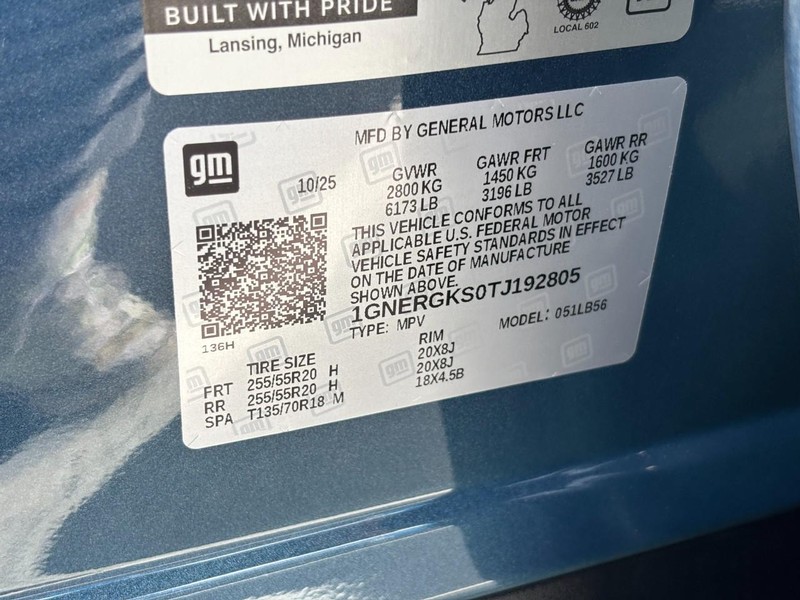 BUILT WITH PRIDE
Lansing, Michigan
LOCAL 602
MFD BY GENERAL MOTORS LLC
gm
10/25
GVWR GAWR FRT GAWR RR
2800 KG 1450 KG 1600 KG
6173 LB 3196 LB 3527 LB
THIS VEHICLE CONFORMS TO ALL
APPLICABLE U.S. FEDERAL MOTOR
VEHICLE SAFETY STANDARDS IN EFFECT
ON THE DATE OF MANUFACTURE
SHOWN ABOVE.
1GNERGKS0TJ192805
TYPE: MPV MODEL: 051LB56
136H
TIRE SIZE RIM
FRT 255/55R20 H 20X8J
RR 255/55R20 H 20X8J
SPA T135/70R18 M 18X4.5B